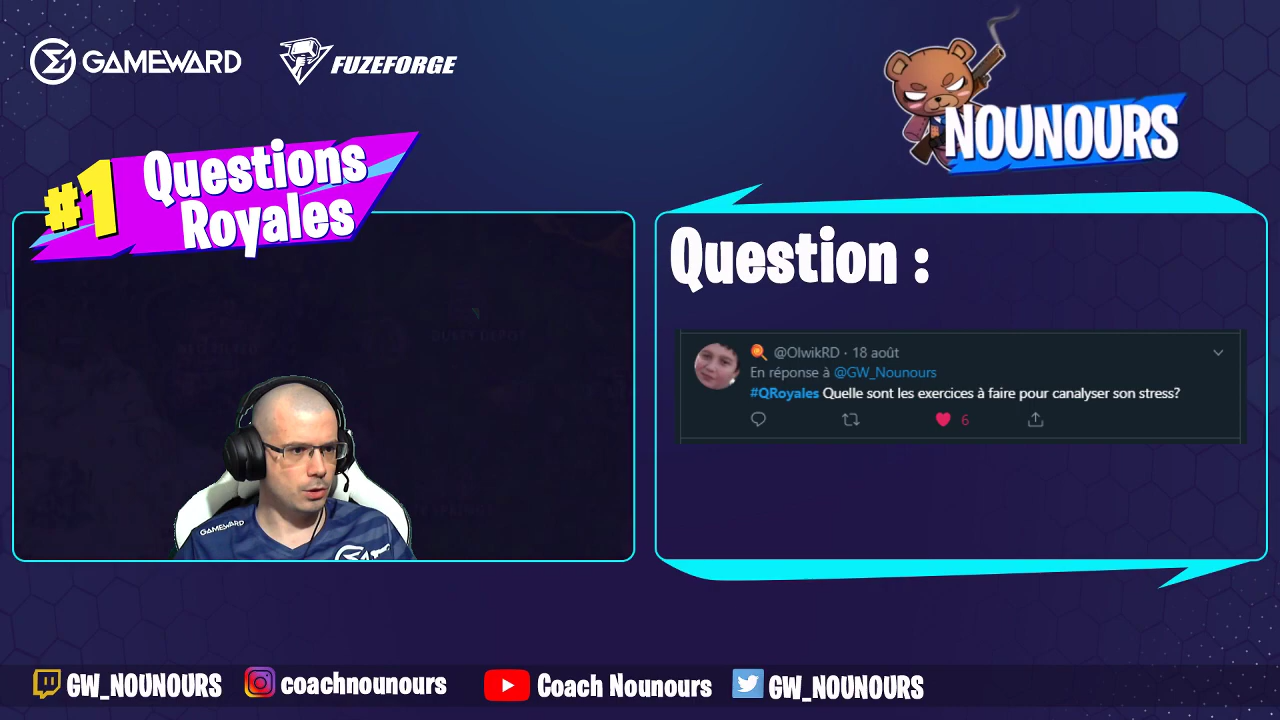 GAMEWARD
FUZEFORGE
NOUNOURS
#1 Questions
Royales
Question :
@OlwikRD · 18 août
En réponse à @GW_Nounours
#QRoyales Quelle sont les exercices à faire pour canalyser son stress?
6
GAMEWARD
GW_NOUNOURS
coachnounours
Coach Nounours
GW_NOUNOURS